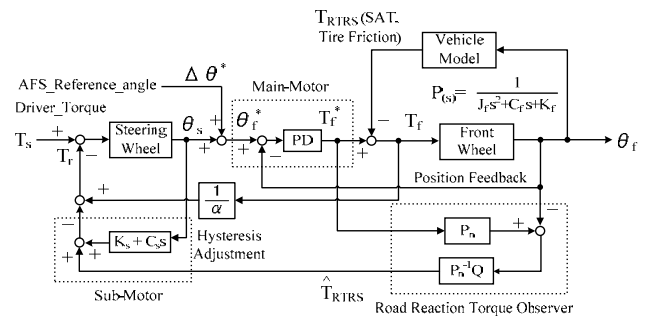 T_RTRS (SAT-
Tire Friction)
Vehicle
Model
AFS_Reference_angle
Δ θ*
Main-Motor
P(s)= 1 / (J_f s²+C_f s+K_f)
Driver_Torque
T_s
+
−
T_r
Steering
Wheel
θ_s
+
+
θ_f*
+
−
PD
T_f*
+
−
T_f
Front
Wheel
θ_f
Position Feedback
+
+
1/α
Hysteresis
Adjustment
−
+
+
K_s + C_s s
Sub-Motor
P_n
+
−
P_n⁻¹Q
T̂_RTRS
Road Reaction Torque Observer